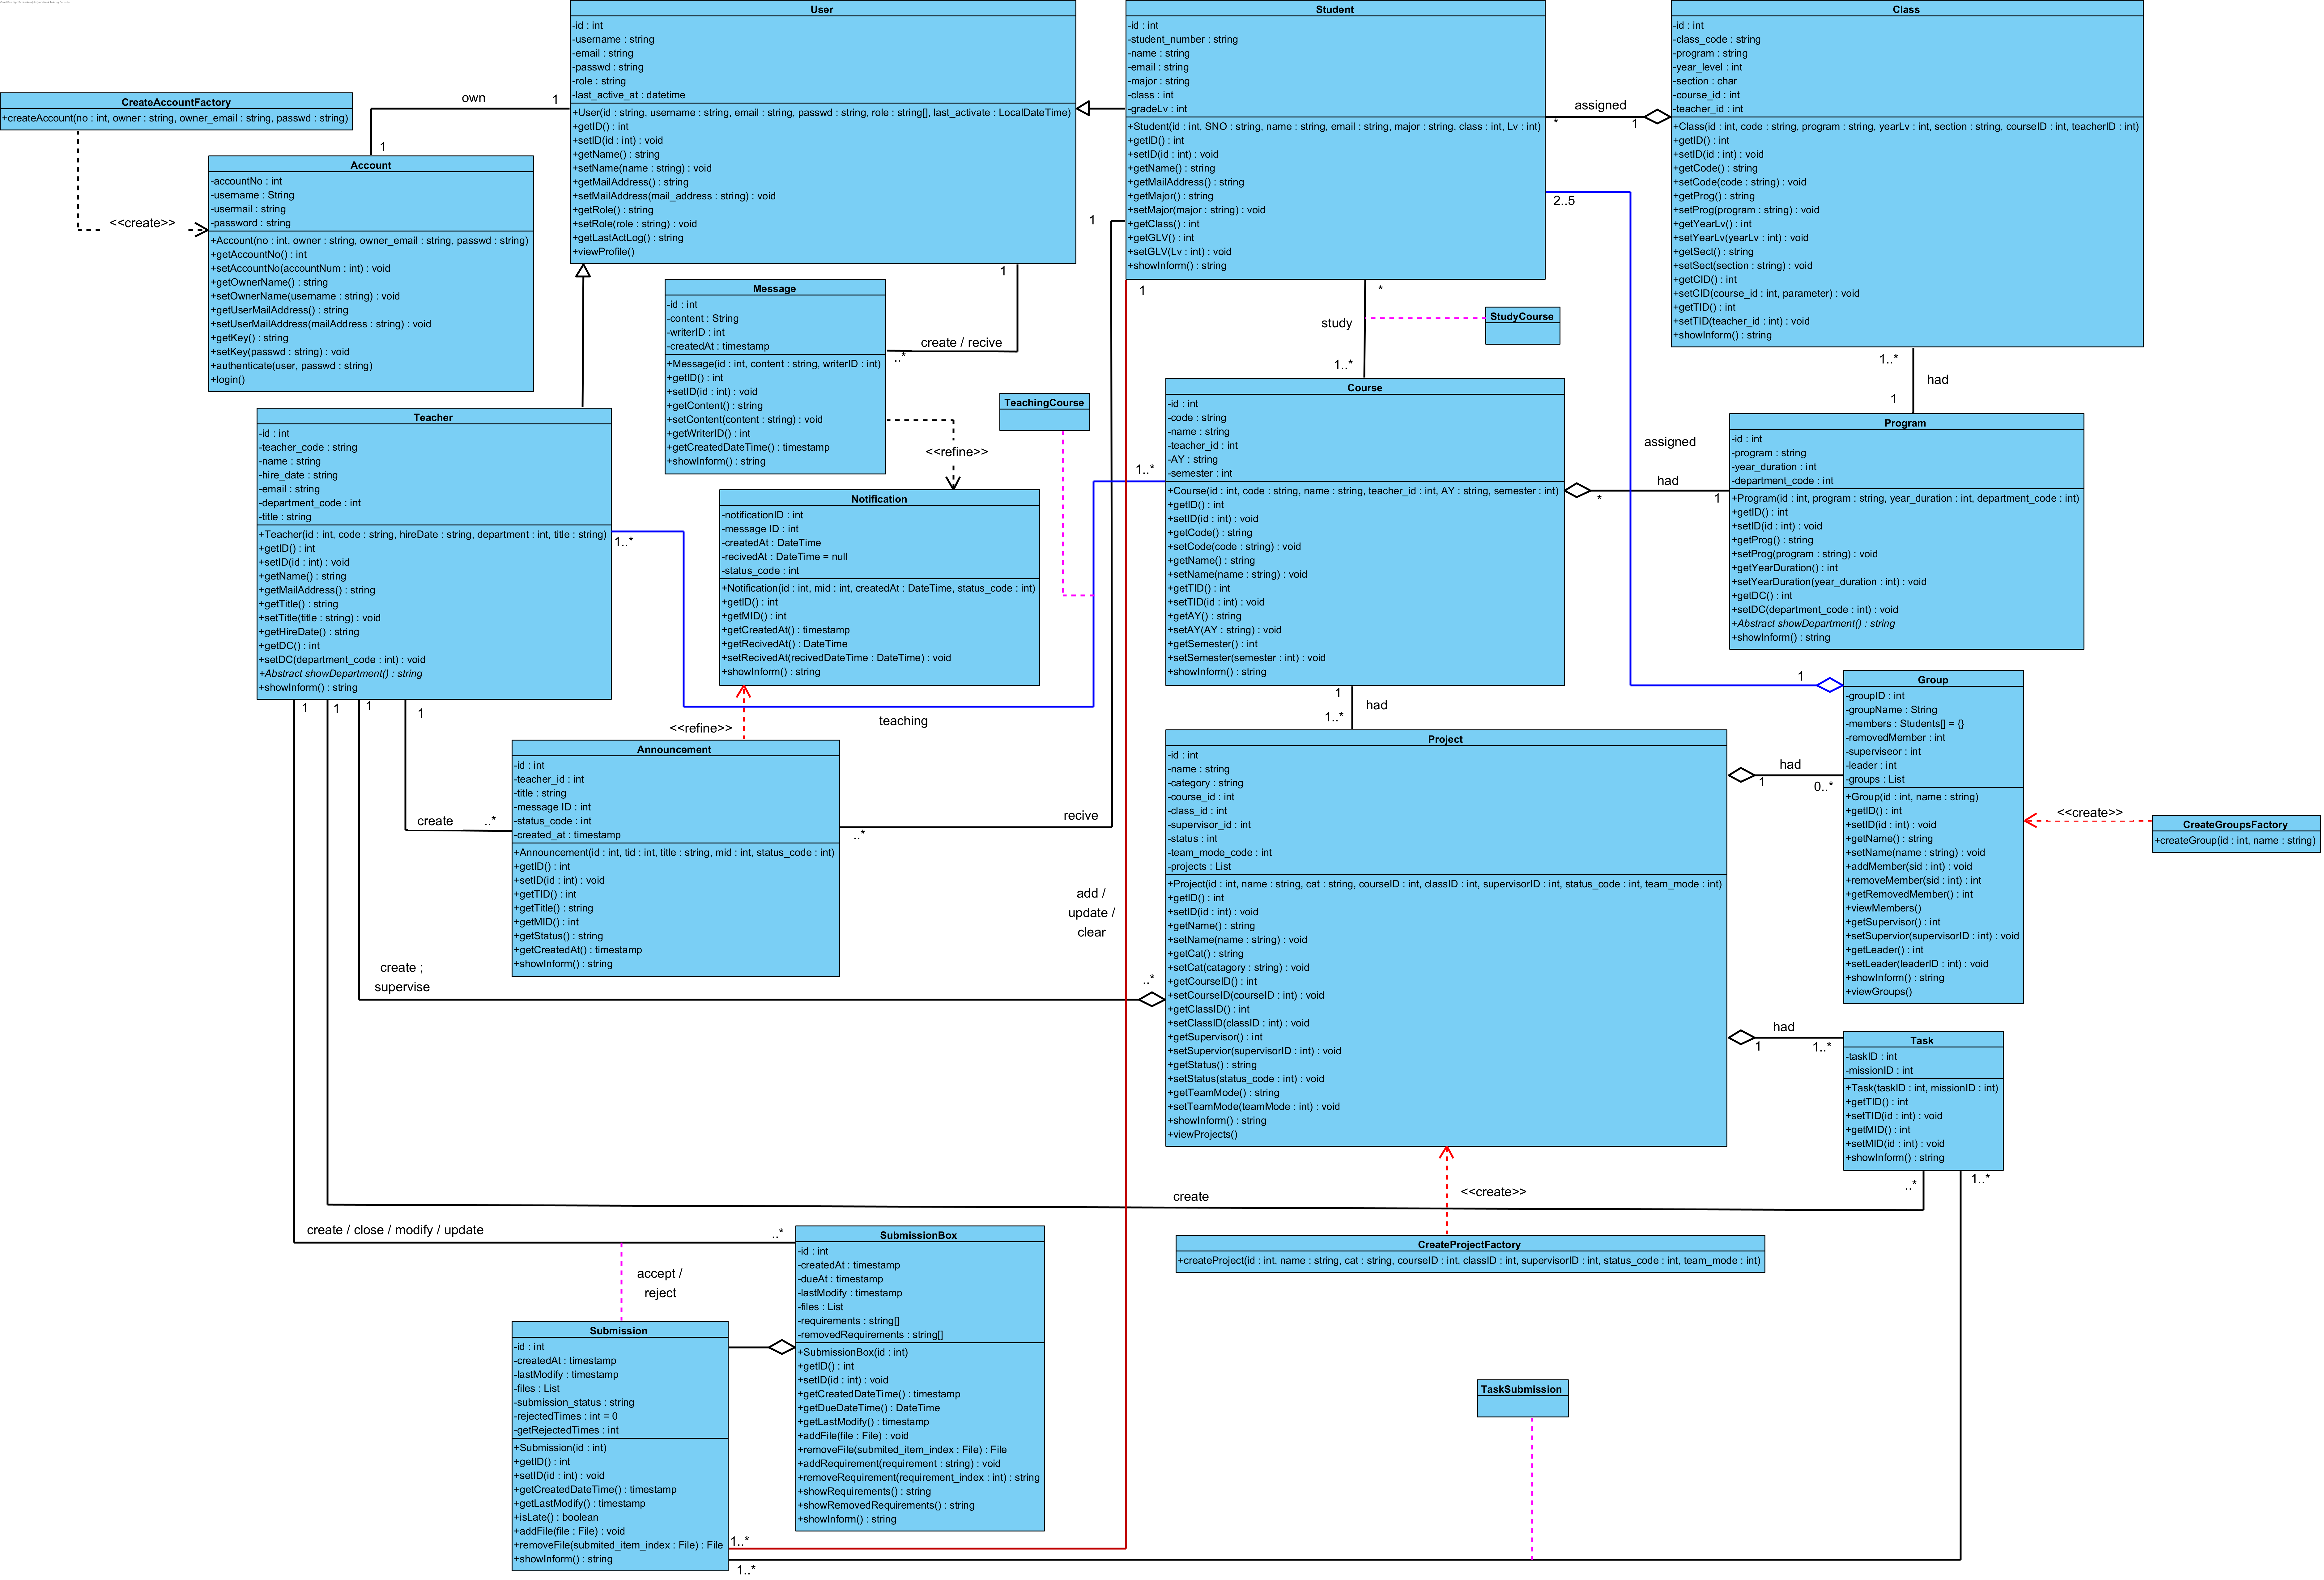 User
-id : int
-username : string
-email : string
-passwd : string
-role : string
-last_active_at : datetime
+User(id : string, username : string, email : string, passwd : string, role : string[], last_activate : LocalDateTime)
+getID() : int
+setID(id : int) : void
+getName() : string
+setName(name : string) : void
+getMailAddress() : string
+setMailAddress(mail_address : string) : void
+getRole() : string
+setRole(role : string) : void
+getLastActLog() : string
+viewProfile()
Student
-id : int
-student_number : string
-name : string
-email : string
-major : string
-class : int
-gradeLv : int
+Student(id : int, SNO : string, name : string, email : string, major : string, class : int, Lv : int)
+getID() : int
+setID(id : int) : void
+getName() : string
+getMailAddress() : string
+getMajor() : string
+setMajor(major : string) : void
+getClass() : int
+getGLV() : int
+setGLV(Lv : int) : void
+showInform() : string
Class
-id : int
-class_code : string
-program : string
-year_level : int
-section : char
-course_id : int
-teacher_id : int
+Class(id : int, code : string, program : string, yearLv : int, section : string, courseID : int, teacherID : int)
+getID() : int
+setID(id : int) : void
+getCode() : string
+setCode(code : string) : void
+getProg() : string
+setProg(program : string) : void
+getYearLv() : int
+setYearLv(yearLv : int) : void
+getSect() : string
+setSect(section : string) : void
+getCID() : int
+setCID(course_id : int, parameter) : void
+getTID() : int
+setTID(teacher_id : int) : void
+showInform() : string
CreateAccountFactory
+createAccount(no : int, owner : string, owner_email : string, passwd : string)
own
1
1
<<create>>
assigned
*
1
Account
-accountNo : int
-username : String
-usermail : string
-password : string
+Account(no : int, owner : string, owner_email : string, passwd : string)
+getAccountNo() : int
+setAccountNo(accountNum : int) : void
+getOwnerName() : string
+setOwnerName(username : string) : void
+getUserMailAddress() : string
+setUserMailAddress(mailAddress : string) : void
+getKey() : string
+setKey(passwd : string) : void
+authenticate(user, passwd : string)
+login()
Message
-id : int
-content : String
-writerID : int
-createdAt : timestamp
+Message(id : int, content : string, writerID : int)
+getID() : int
+setID(id : int) : void
+getContent() : string
+setContent(content : string) : void
+getWriterID() : int
+getCreatedDateTime() : timestamp
+showInform() : string
1
create / recive
..*
<<refine>>
1
2..5
1
*
study
1..*
StudyCourse
TeachingCourse
1..*
had
1
Teacher
-id : int
-teacher_code : string
-name : string
-hire_date : string
-email : string
-department_code : int
-title : string
+Teacher(id : int, code : string, hireDate : string, department : int, title : string)
+getID() : int
+setID(id : int) : void
+getName() : string
+getMailAddress() : string
+getTitle() : string
+setTitle(title : string) : void
+getHireDate() : string
+getDC() : int
+setDC(department_code : int) : void
+Abstract showDepartment() : string
+showInform() : string
Notification
-notificationID : int
-message ID : int
-createdAt : DateTime
-recivedAt : DateTime = null
-status_code : int
+Notification(id : int, mid : int, createdAt : DateTime, status_code : int)
+getID() : int
+getMID() : int
+getCreatedAt() : timestamp
+getRecivedAt() : DateTime
+setRecivedAt(recivedDateTime : DateTime) : void
+showInform() : string
Course
-id : int
-code : string
-name : string
-teacher_id : int
-AY : string
-semester : int
+Course(id : int, code : string, name : string, teacher_id : int, AY : string, semester : int)
+getID() : int
+setID(id : int) : void
+getCode() : string
+setCode(code : string) : void
+getName() : string
+setName(name : string) : void
+getTID() : int
+setTID(id : int) : void
+getAY() : string
+setAY(AY : string) : void
+getSemester() : int
+setSemester(semester : int) : void
+showInform() : string
Program
-id : int
-program : string
-year_duration : int
-department_code : int
+Program(id : int, program : string, year_duration : int, department_code : int)
+getID() : int
+setID(id : int) : void
+getProg() : string
+setProg(program : string) : void
+getYearDuration() : int
+setYearDuration(year_duration : int) : void
+getDC() : int
+setDC(department_code : int) : void
+Abstract showDepartment() : string
+showInform() : string
assigned
had
*
1
1..*
1..*
teaching
<<refine>>
1
1
1
1
1
had
1..*
1
Group
-groupID : int
-groupName : String
-members : Students[] = {}
-removedMember : int
-superviseor : int
-leader : int
-groups : List
+Group(id : int, name : string)
+getID() : int
+setID(id : int) : void
+getName() : string
+setName(name : string) : void
+addMember(sid : int) : void
+removeMember(sid : int) : int
+getRemovedMember() : int
+viewMembers()
+getSupervisor() : int
+setSupervior(supervisorID : int) : void
+getLeader() : int
+setLeader(leaderID : int) : void
+showInform() : string
+viewGroups()
Announcement
-id : int
-teacher_id : int
-title : string
-message ID : int
-status_code : int
-created_at : timestamp
+Announcement(id : int, tid : int, title : string, mid : int, status_code : int)
+getID() : int
+setID(id : int) : void
+getTID() : int
+getTitle() : string
+getMID() : int
+getStatus() : string
+getCreatedAt() : timestamp
+showInform() : string
create
..*
..*
recive
Project
-id : int
-name : string
-category : string
-course_id : int
-class_id : int
-supervisor_id : int
-status : int
-team_mode_code : int
-projects : List
+Project(id : int, name : string, cat : string, courseID : int, classID : int, supervisorID : int, status_code : int, team_mode : int)
+getID() : int
+setID(id : int) : void
+getName() : string
+setName(name : string) : void
+getCat() : string
+setCat(catagory : string) : void
+getCourseID() : int
+setCourseID(courseID : int) : void
+getClassID() : int
+setClassID(classID : int) : void
+getSupervisor() : int
+setSupervior(supervisorID : int) : void
+getStatus() : string
+setStatus(status_code : int) : void
+getTeamMode() : string
+setTeamMode(teamMode : int) : void
+showInform() : string
+viewProjects()
had
1
0..*
<<create>>
CreateGroupsFactory
+createGroup(id : int, name : string)
add /
update /
clear
create ;
supervise
..*
had
1
1..*
Task
-taskID : int
-missionID : int
+Task(taskID : int, missionID : int)
+getTID() : int
+setTID(id : int) : void
+getMID() : int
+setMID(id : int) : void
+showInform() : string
..*
1..*
create
<<create>>
create / close / modify / update
..*
accept /
reject
CreateProjectFactory
+createProject(id : int, name : string, cat : string, courseID : int, classID : int, supervisorID : int, status_code : int, team_mode : int)
SubmissionBox
-id : int
-createdAt : timestamp
-dueAt : timestamp
-lastModify : timestamp
-files : List
-requirements : string[]
-removedRequirements : string[]
+SubmissionBox(id : int)
+getID() : int
+setID(id : int) : void
+getCreatedDateTime() : timestamp
+getDueDateTime() : DateTime
+getLastModify() : timestamp
+addFile(file : File) : void
+removeFile(submited_item_index : File) : File
+addRequirement(requirement : string) : void
+removeRequirement(requirement_index : int) : string
+showRequirements() : string
+showRemovedRequirements() : string
+showInform() : string
Submission
-id : int
-createdAt : timestamp
-lastModify : timestamp
-files : List
-submission_status : string
-rejectedTimes : int = 0
-getRejectedTimes : int
+Submission(id : int)
+getID() : int
+setID(id : int) : void
+getCreatedDateTime() : timestamp
+getLastModify() : timestamp
+isLate() : boolean
+addFile(file : File) : void
+removeFile(submited_item_index : File) : File
+showInform() : string
TaskSubmission
1..*
1..*